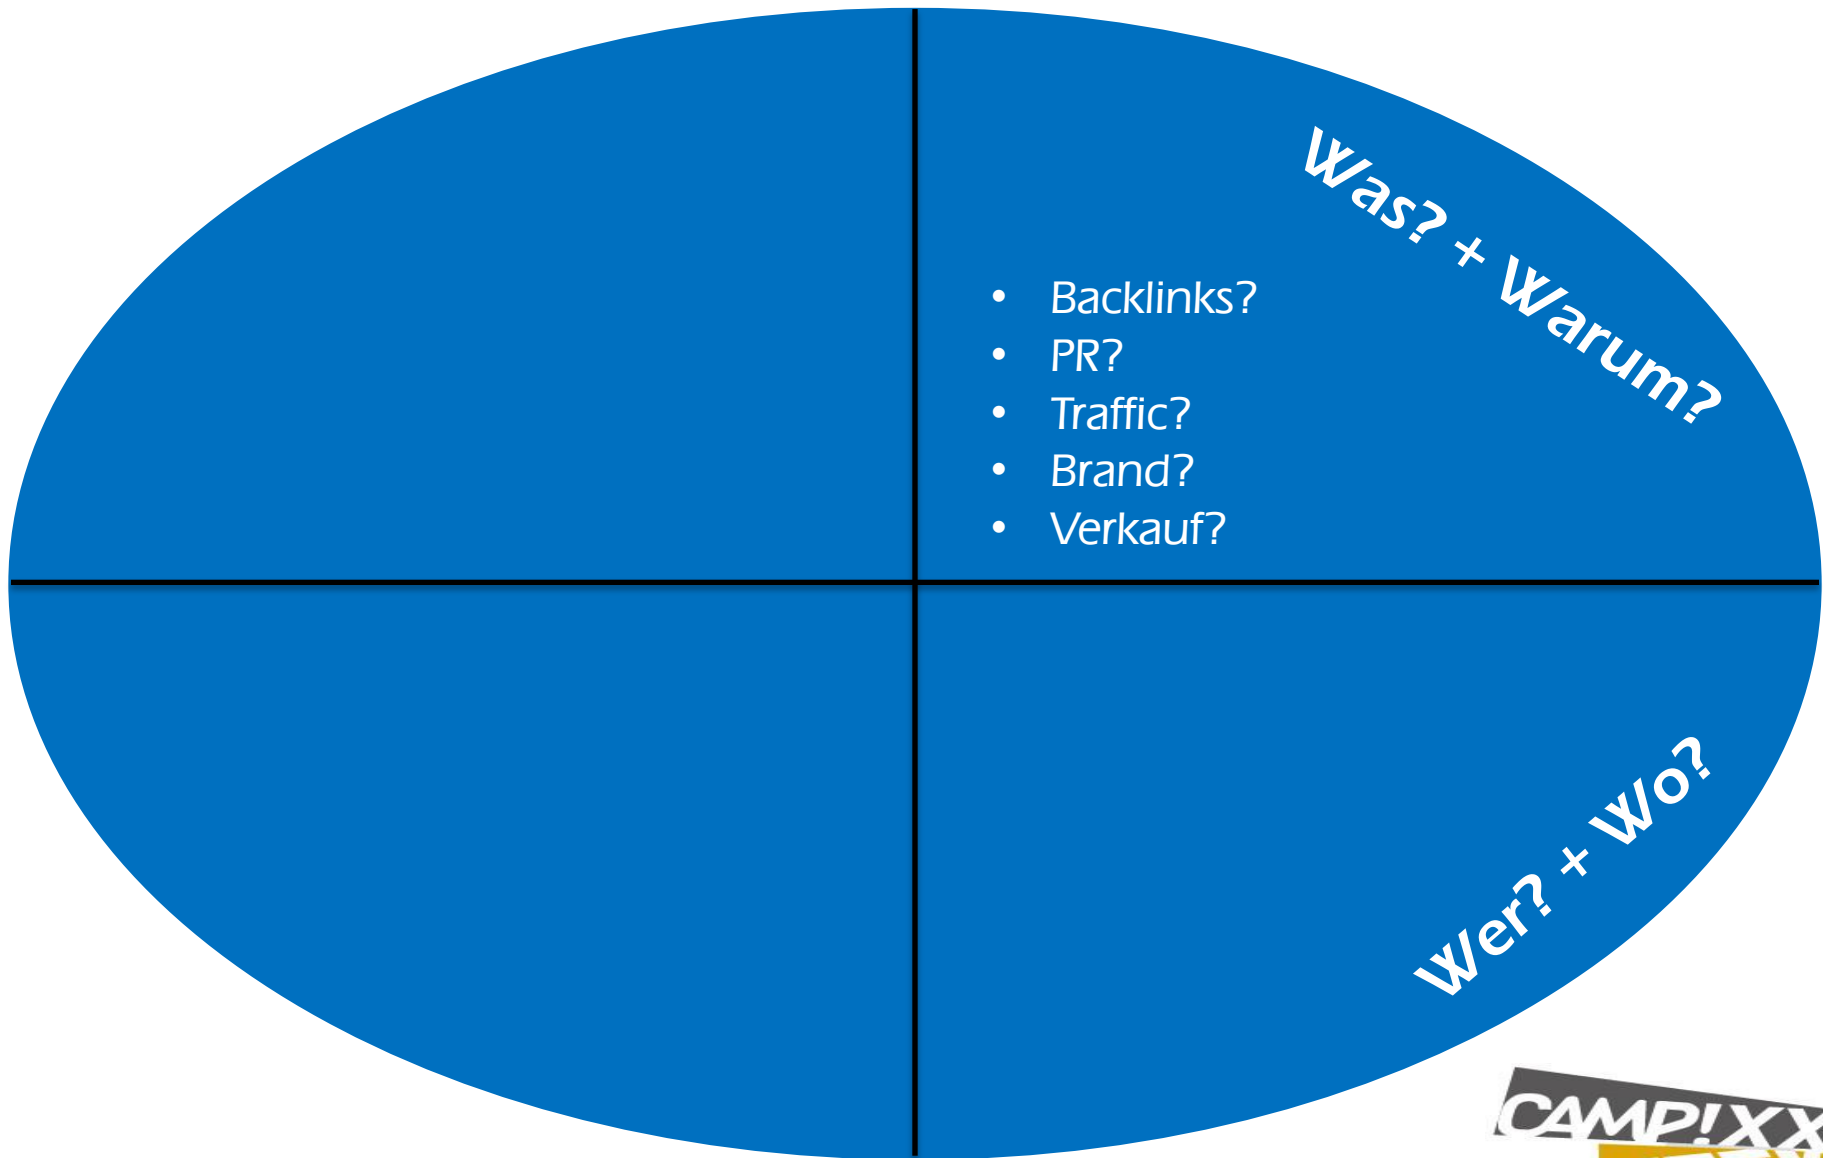 Was? + Warum?
• Backlinks?
• PR?
• Traffic?
• Brand?
• Verkauf?
Wer? + Wo?
CAMP!XX